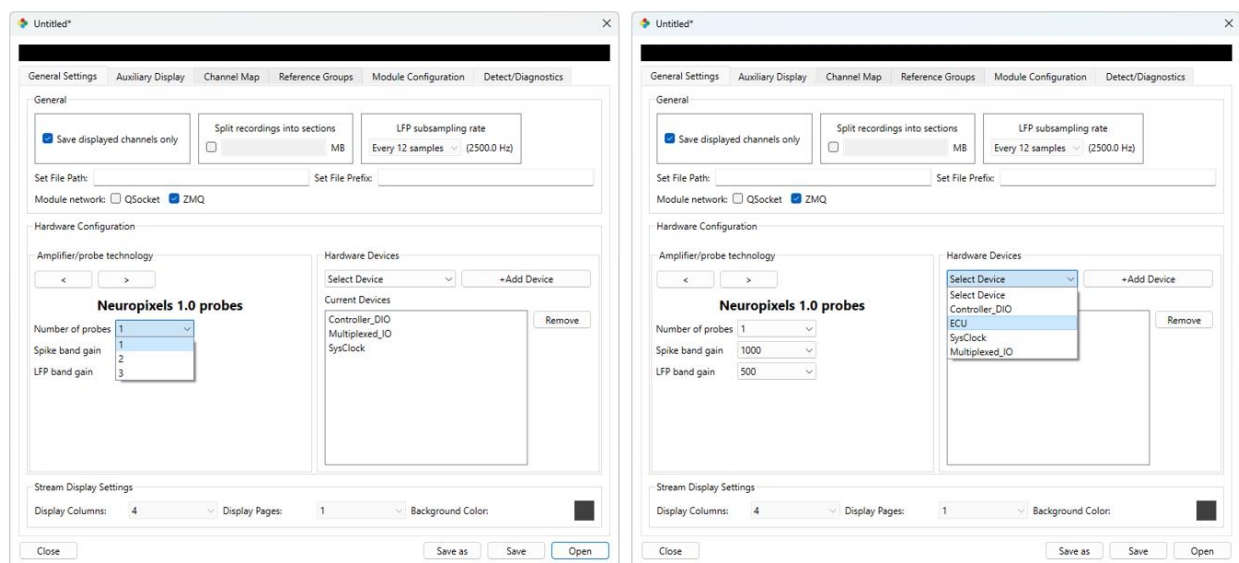 Untitled*
General Settings Auxiliary Display Channel Map Reference Groups Module Configuration Detect/Diagnostics
General
Save displayed channels only
Split recordings into sections
MB
LFP subsampling rate
Every 12 samples (2500.0 Hz)
Set File Path: Set File Prefix:
Module network: QSocket ZMQ
Hardware Configuration
Amplifier/probe technology
< >
Neuropixels 1.0 probes
Number of probes 1
1
2
3
Spike band gain
LFP band gain
Hardware Devices
Select Device +Add Device
Current Devices
Controller_DIO
Multiplexed_IO
SysClock
Remove
Stream Display Settings
Display Columns: 4 Display Pages: 1 Background Color:
Close Save as Save Open
Untitled*
General Settings Auxiliary Display Channel Map Reference Groups Module Configuration Detect/Diagnostics
General
Save displayed channels only
Split recordings into sections
MB
LFP subsampling rate
Every 12 samples (2500.0 Hz)
Set File Path: Set File Prefix:
Module network: QSocket ZMQ
Hardware Configuration
Amplifier/probe technology
< >
Neuropixels 1.0 probes
Number of probes 1
Spike band gain 1000
LFP band gain 500
Hardware Devices
Select Device +Add Device
Select Device
Controller_DIO
ECU
SysClock
Multiplexed_IO
Remove
Stream Display Settings
Display Columns: 4 Display Pages: 1 Background Color:
Close Save as Save Open